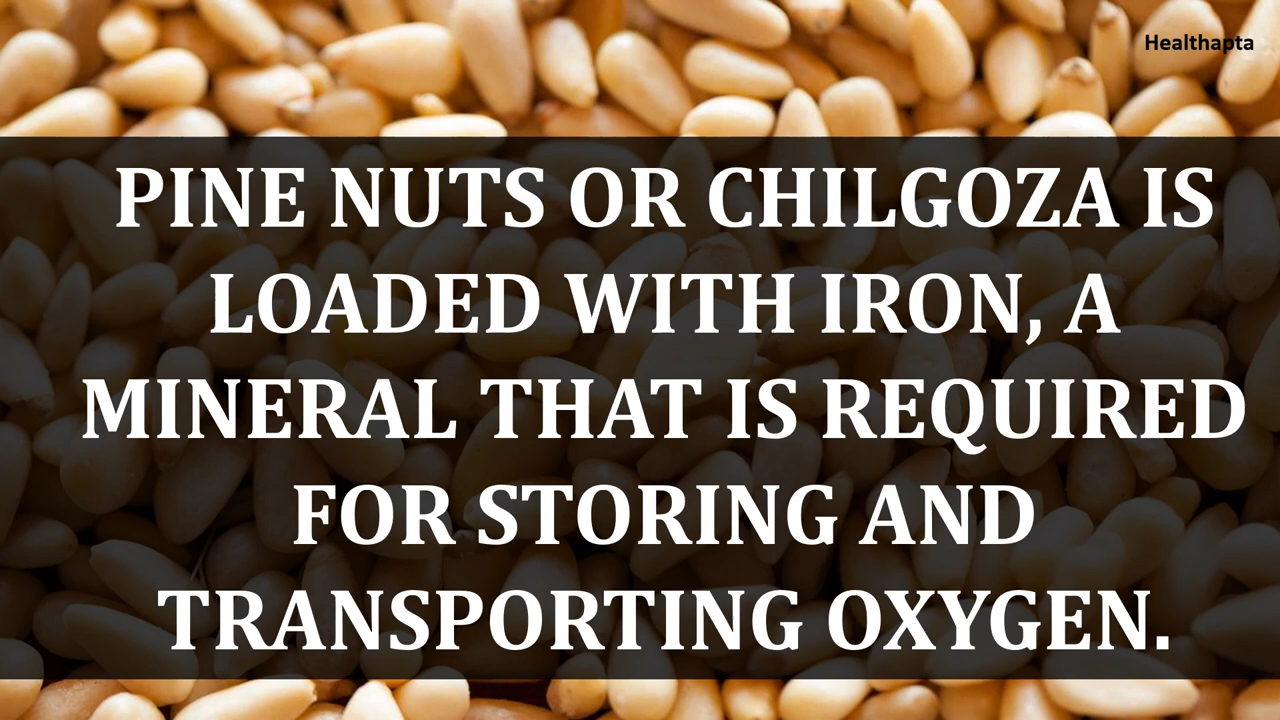 Healthapta
PINE NUTS OR CHILGOZA IS
LOADED WITH IRON, A
MINERAL THAT IS REQUIRED
FOR STORING AND
TRANSPORTING OXYGEN.